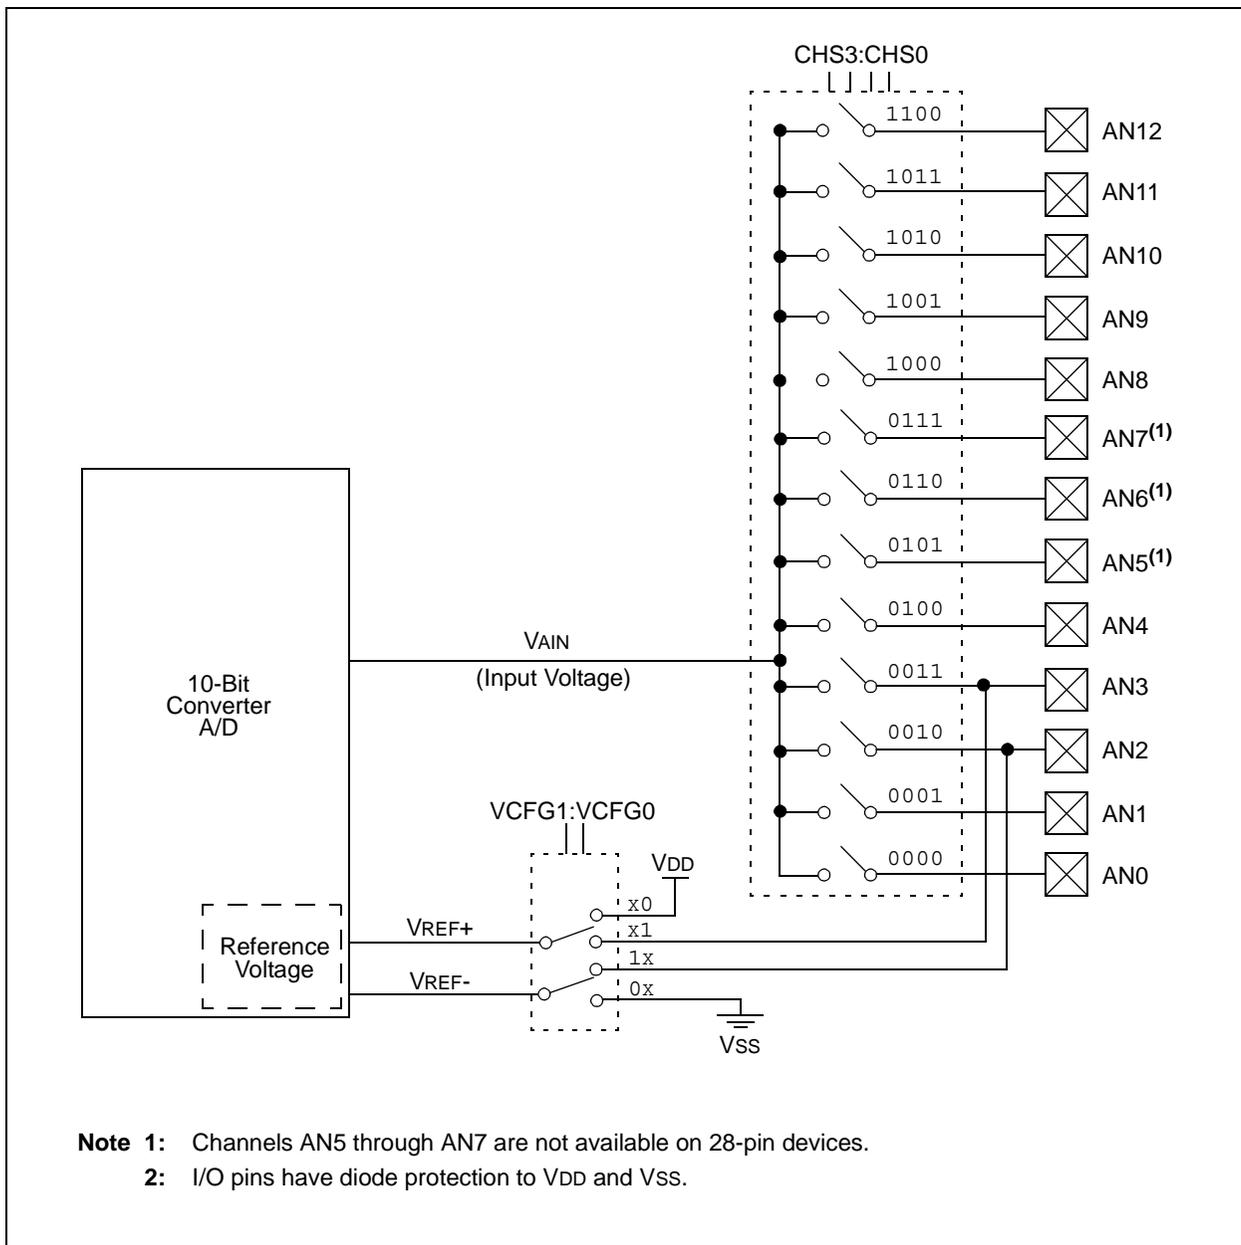 CHS3:CHS0
1100
AN12
1011
AN11
1010
AN10
1001
AN9
1000
AN8
0111
AN7(1)
0110
AN6(1)
0101
AN5(1)
0100
AN4
VAIN
(Input Voltage)
0011
AN3
10-Bit
Converter
A/D
0010
AN2
0001
AN1
VCFG1:VCFG0
VDD
0000
AN0
x0
VREF+
x1
Reference
Voltage
1x
VREF-
0x
VSS
Note 1: Channels AN5 through AN7 are not available on 28-pin devices.
2: I/O pins have diode protection to VDD and VSS.